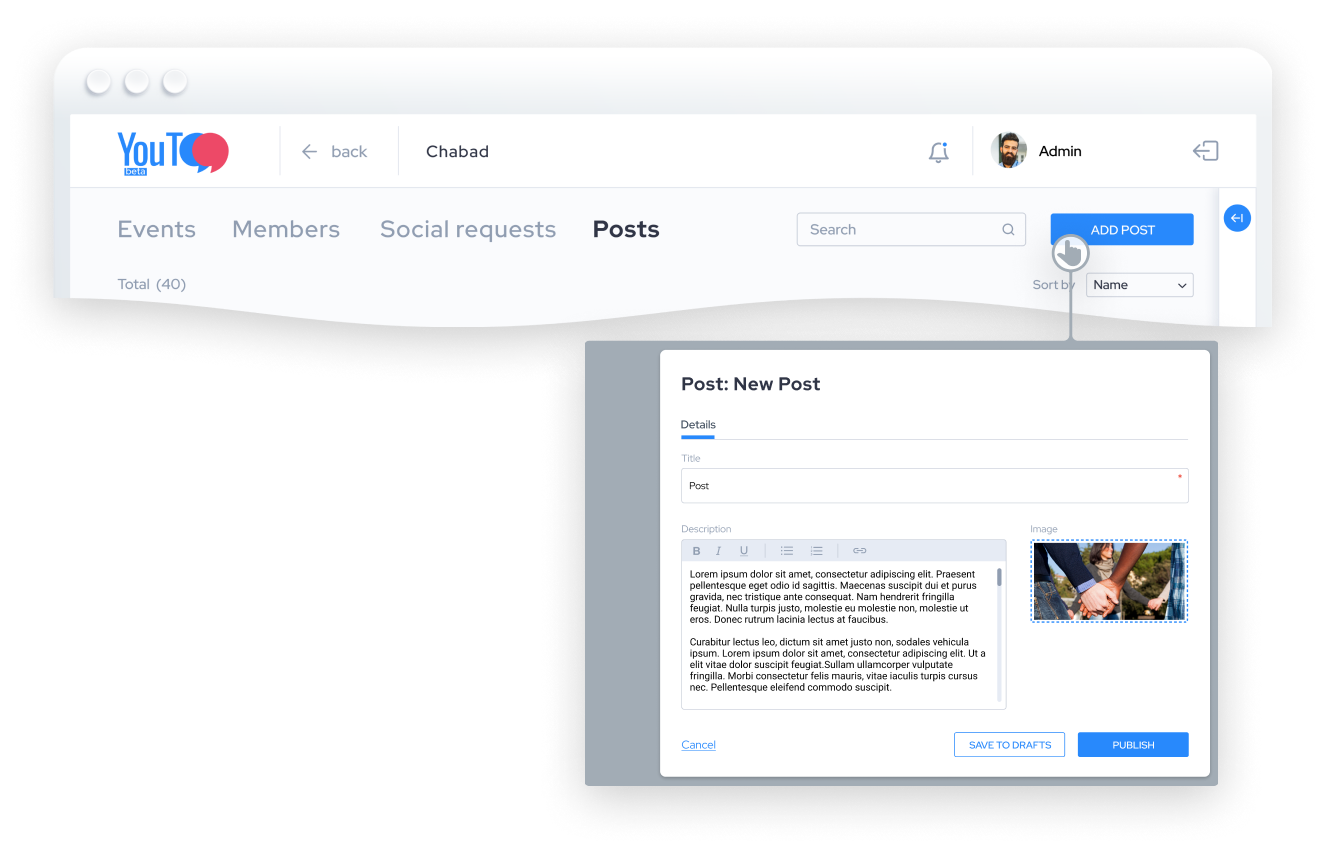 YouToo
beta
back
Chabad
Admin
Events
Members
Social requests
Posts
Search
ADD POST
Total (40)
Sort by
Name
Post: New Post
Details
Title
Post
*
Description
Image
B I U
Lorem ipsum dolor sit amet, consectetur adipiscing elit. Praesent
pellentesque eget odio id sagittis. Maecenas suscipit dui et purus
gravida, nec tristique ante consequat. Nam hendrerit fringilla
feugiat. Nulla turpis justo, molestie eu molestie non, molestie ut
eros. Donec rutrum lacinia lectus at faucibus.
Curabitur lectus leo, dictum sit amet justo non, sodales vehicula
ipsum. Lorem ipsum dolor sit amet, consectetur adipiscing elit. Ut a
elit vitae dolor suscipit feugiat.Sullam ullamcorper vulputate
fringilla. Morbi consectetur felis mauris, vitae iaculis turpis cursus
nec. Pellentesque eleifend commodo suscipit.
Cancel
SAVE TO DRAFTS
PUBLISH